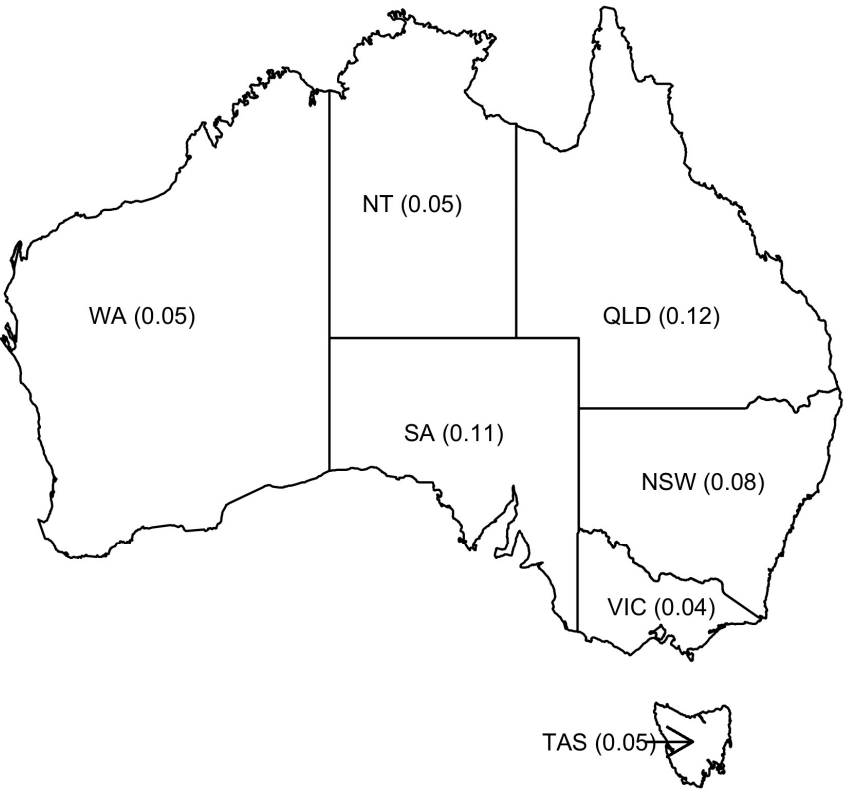 NT (0.05)
WA (0.05)
QLD (0.12)
SA (0.11)
NSW (0.08)
VIC (0.04)
TAS (0.05)